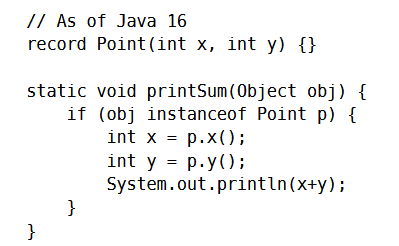 // As of Java 16
record Point(int x, int y) {}

static void printSum(Object obj) {
    if (obj instanceof Point p) {
        int x = p.x();
        int y = p.y();
        System.out.println(x+y);
    }
}